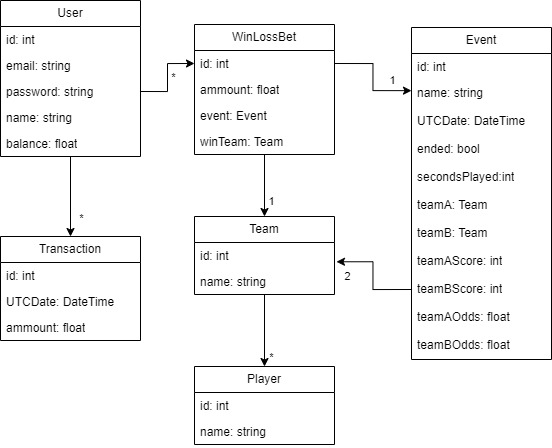 User
id: int
email: string
password: string
name: string
balance: float
*
WinLossBet
id: int
ammount: float
event: Event
winTeam: Team
1
Event
id: int
name: string
UTCDate: DateTime
ended: bool
secondsPlayed:int
teamA: Team
teamB: Team
teamAScore: int
teamBScore: int
teamAOdds: float
teamBOdds: float
*
1
Transaction
id: int
UTCDate: DateTime
ammount: float
Team
id: int
name: string
2
*
Player
id: int
name: string